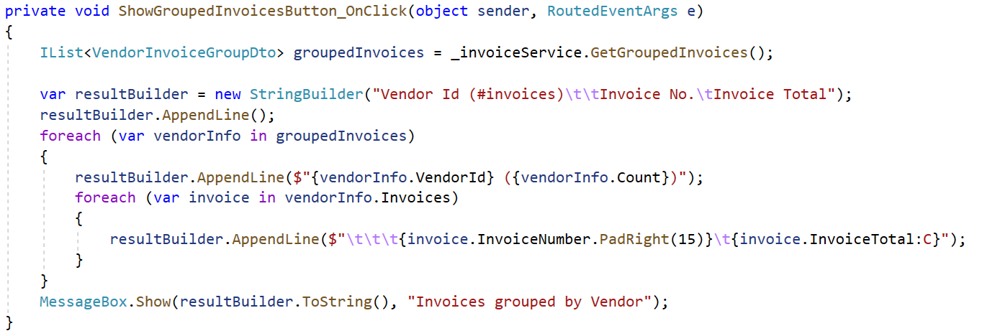 private void ShowGroupedInvoicesButton_OnClick(object sender, RoutedEventArgs e)
{
    IList<VendorInvoiceGroupDto> groupedInvoices = _invoiceService.GetGroupedInvoices();

    var resultBuilder = new StringBuilder("Vendor Id (#invoices)\t\tInvoice No.\tInvoice Total");
    resultBuilder.AppendLine();
    foreach (var vendorInfo in groupedInvoices)
    {
        resultBuilder.AppendLine($"{vendorInfo.VendorId} ({vendorInfo.Count})");
        foreach (var invoice in vendorInfo.Invoices)
        {
            resultBuilder.AppendLine($"\t\t\t{invoice.InvoiceNumber.PadRight(15)}\t{invoice.InvoiceTotal:C}");
        }
    }
    MessageBox.Show(resultBuilder.ToString(), "Invoices grouped by Vendor");
}